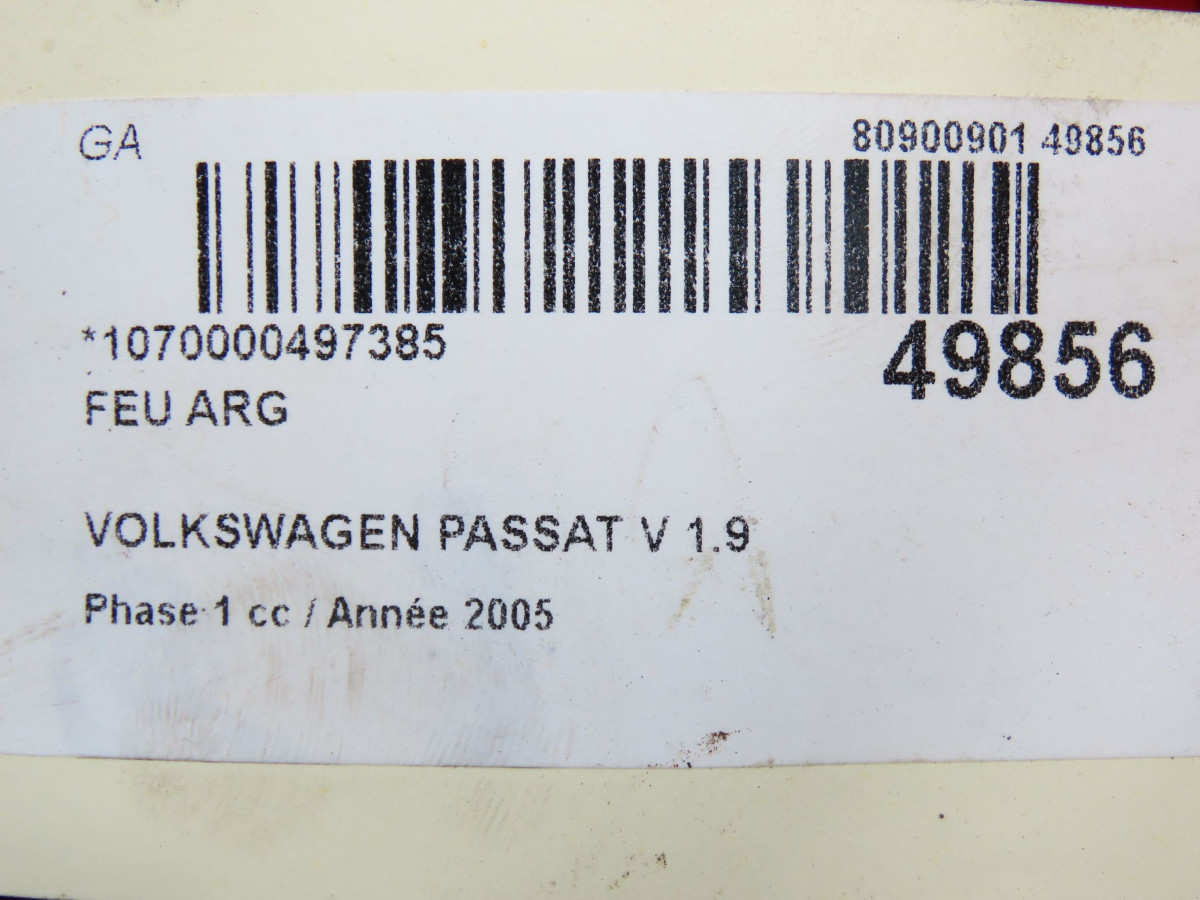 GA
80900901 49856
*1070000497385
49856
FEU ARG
VOLKSWAGEN PASSAT V 1.9
Phase 1 cc / Année 2005